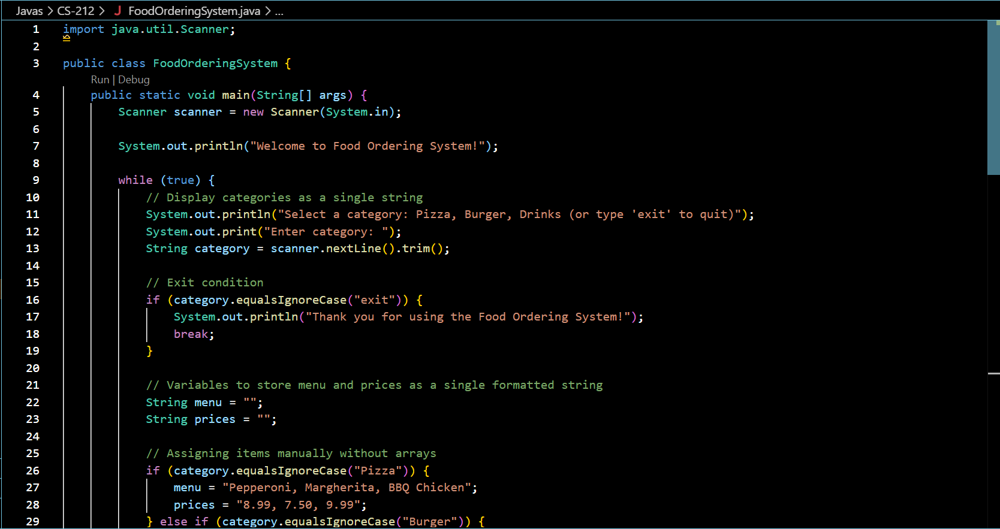 Javas > CS-212 > J FoodOrderingSystem.java > ...
1 import java.util.Scanner;
2
3 public class FoodOrderingSystem {
Run | Debug
4 public static void main(String[] args) {
5 Scanner scanner = new Scanner(System.in);
6
7 System.out.println("Welcome to Food Ordering System!");
8
9 while (true) {
10 // Display categories as a single string
11 System.out.println("Select a category: Pizza, Burger, Drinks (or type 'exit' to quit)");
12 System.out.print("Enter category: ");
13 String category = scanner.nextLine().trim();
14
15 // Exit condition
16 if (category.equalsIgnoreCase("exit")) {
17 System.out.println("Thank you for using the Food Ordering System!");
18 break;
19 }
20
21 // Variables to store menu and prices as a single formatted string
22 String menu = "";
23 String prices = "";
24
25 // Assigning items manually without arrays
26 if (category.equalsIgnoreCase("Pizza")) {
27 menu = "Pepperoni, Margherita, BBQ Chicken";
28 prices = "8.99, 7.50, 9.99";
29 } else if (category.equalsIgnoreCase("Burger")) {